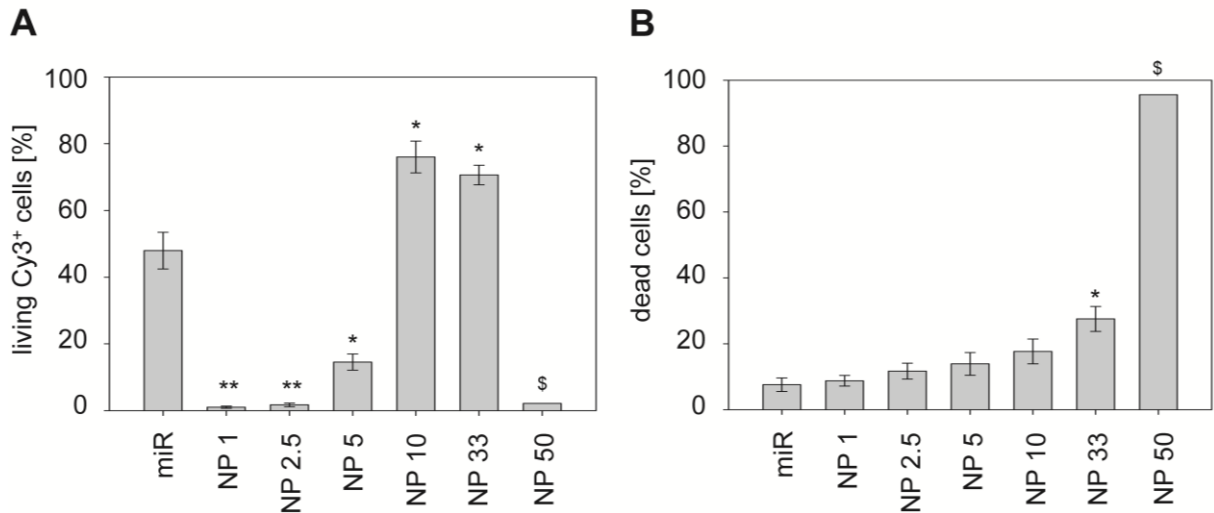 A
living Cy3⁺ cells [%]
100
80
60
40
20
0
**
**
*
*
*
$
miR
NP 1
NP 2.5
NP 5
NP 10
NP 33
NP 50
B
dead cells [%]
100
80
60
40
20
0
*
$
miR
NP 1
NP 2.5
NP 5
NP 10
NP 33
NP 50